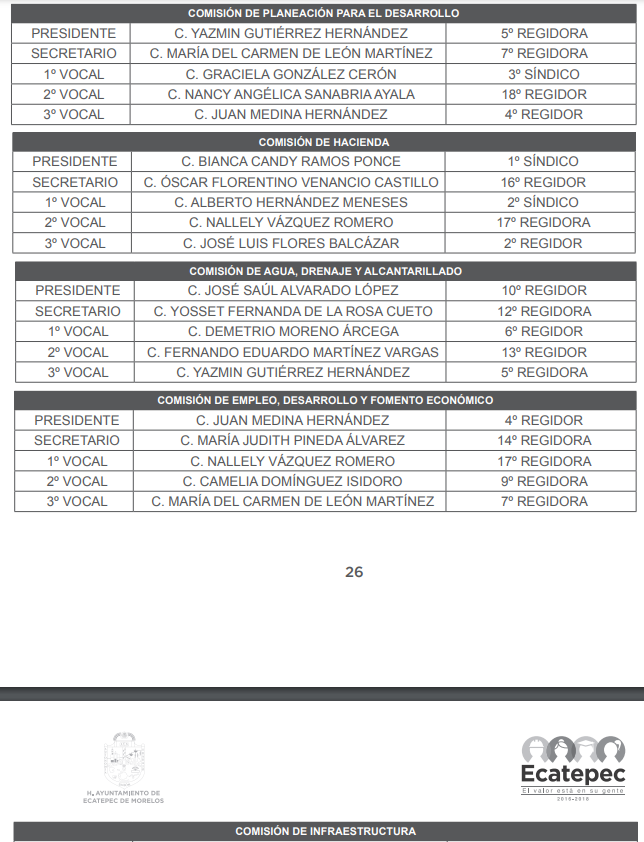 COMISIÓN DE PLANEACIÓN PARA EL DESARROLLO
PRESIDENTE C. YAZMIN GUTIÉRREZ HERNÁNDEZ 5º REGIDORA
SECRETARIO C. MARÍA DEL CARMEN DE LEÓN MARTÍNEZ 7º REGIDORA
1º VOCAL C. GRACIELA GONZÁLEZ CERÓN 3º SÍNDICO
2º VOCAL C. NANCY ANGÉLICA SANABRIA AYALA 18º REGIDOR
3º VOCAL C. JUAN MEDINA HERNÁNDEZ 4º REGIDOR
COMISIÓN DE HACIENDA
PRESIDENTE C. BIANCA CANDY RAMOS PONCE 1º SÍNDICO
SECRETARIO C. ÓSCAR FLORENTINO VENANCIO CASTILLO 16º REGIDOR
1º VOCAL C. ALBERTO HERNÁNDEZ MENESES 2º SÍNDICO
2º VOCAL C. NALLELY VÁZQUEZ ROMERO 17º REGIDORA
3º VOCAL C. JOSÉ LUIS FLORES BALCÁZAR 2º REGIDOR
COMISIÓN DE AGUA, DRENAJE Y ALCANTARILLADO
PRESIDENTE C. JOSÉ SAÚL ALVARADO LÓPEZ 10º REGIDOR
SECRETARIO C. YOSSET FERNANDA DE LA ROSA CUETO 12º REGIDORA
1º VOCAL C. DEMETRIO MORENO ÁRCEGA 6º REGIDOR
2º VOCAL C. FERNANDO EDUARDO MARTÍNEZ VARGAS 13º REGIDOR
3º VOCAL C. YAZMIN GUTIÉRREZ HERNÁNDEZ 5º REGIDORA
COMISIÓN DE EMPLEO, DESARROLLO Y FOMENTO ECONÓMICO
PRESIDENTE C. JUAN MEDINA HERNÁNDEZ 4º REGIDOR
SECRETARIO C. MARÍA JUDITH PINEDA ÁLVAREZ 14º REGIDORA
1º VOCAL C. NALLELY VÁZQUEZ ROMERO 17º REGIDORA
2º VOCAL C. CAMELIA DOMÍNGUEZ ISIDORO 9º REGIDORA
3º VOCAL C. MARÍA DEL CARMEN DE LEÓN MARTÍNEZ 7º REGIDORA
26
H. AYUNTAMIENTO DE
ECATEPEC DE MORELOS
Ecatepec
El valor está en su gente
2016-2018
COMISIÓN DE INFRAESTRUCTURA